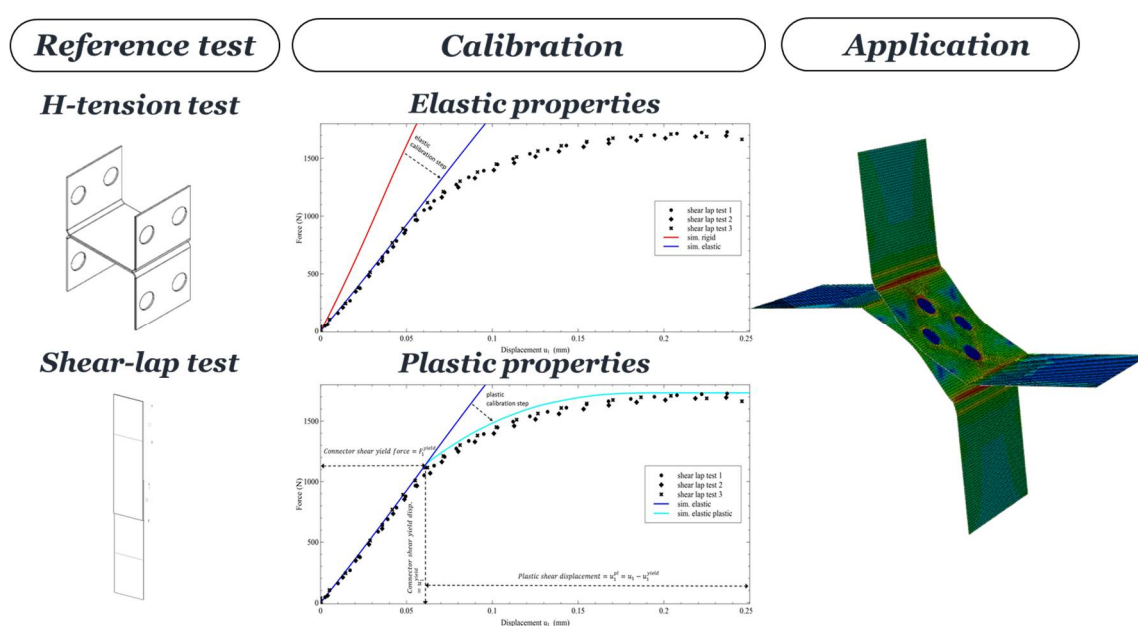 Reference test
Calibration
Application
H-tension test
Elastic properties
1500
1000
500
0
Force (N)
elastic
calibration step
shear lap test 1
shear lap test 2
shear lap test 3
sim. rigid
sim. elastic
0
0.05
0.1
0.15
0.2
0.25
Displacement u₁ (mm)
Shear-lap test
Plastic properties
1500
1000
500
0
Force (N)
plastic
calibration step
Connector shear yield force = F₁^yield
Connector shear yield disp.
= u₁^yield
shear lap test 1
shear lap test 2
shear lap test 3
sim. elastic
sim. elastic plastic
Plastic shear displacement = u₁^pl = u₁ − u₁^yield
0
0.05
0.1
0.15
0.2
0.25
Displacement u₁ (mm)